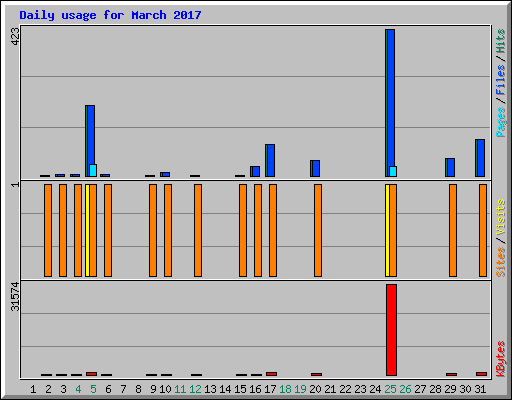 Daily usage for March 2017
423
1
31574
Pages / Files / Hits
Sites / Visits
KBytes
1 2 3 4 5 6 7 8 9 10 11 12 13 14 15 16 17 18 19 20 21 22 23 24 25 26 27 28 29 30 31